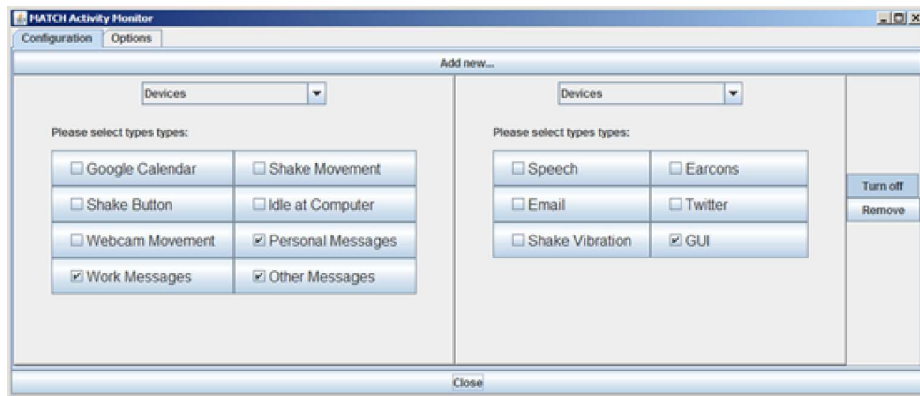 MATCH Activity Monitor
Configuration Options
Add new...
Devices
Please select types types:
Google Calendar Shake Movement
Shake Button Idle at Computer
Webcam Movement Personal Messages
Work Messages Other Messages
Devices
Please select types types:
Speech Earcons
Email Twitter
Shake Vibration GUI
Turn off
Remove
Close